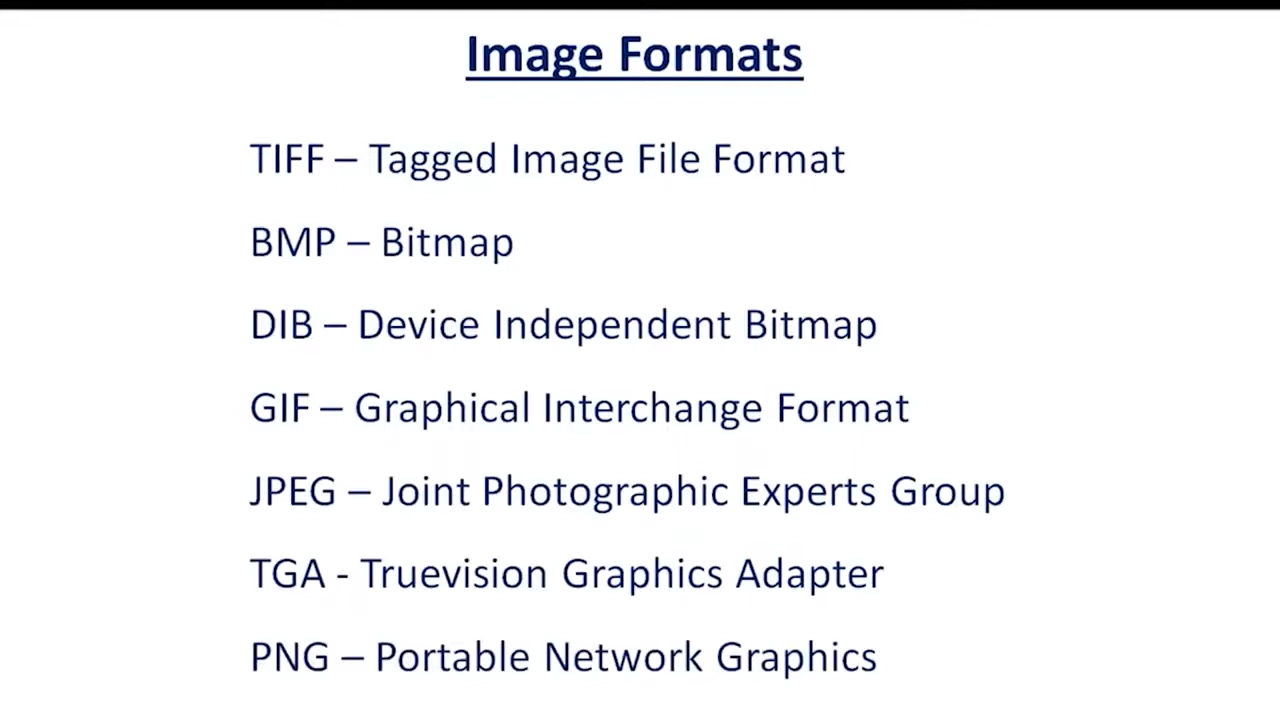 Image Formats
TIFF – Tagged Image File Format
BMP – Bitmap
DIB – Device Independent Bitmap
GIF – Graphical Interchange Format
JPEG – Joint Photographic Experts Group
TGA - Truevision Graphics Adapter
PNG – Portable Network Graphics